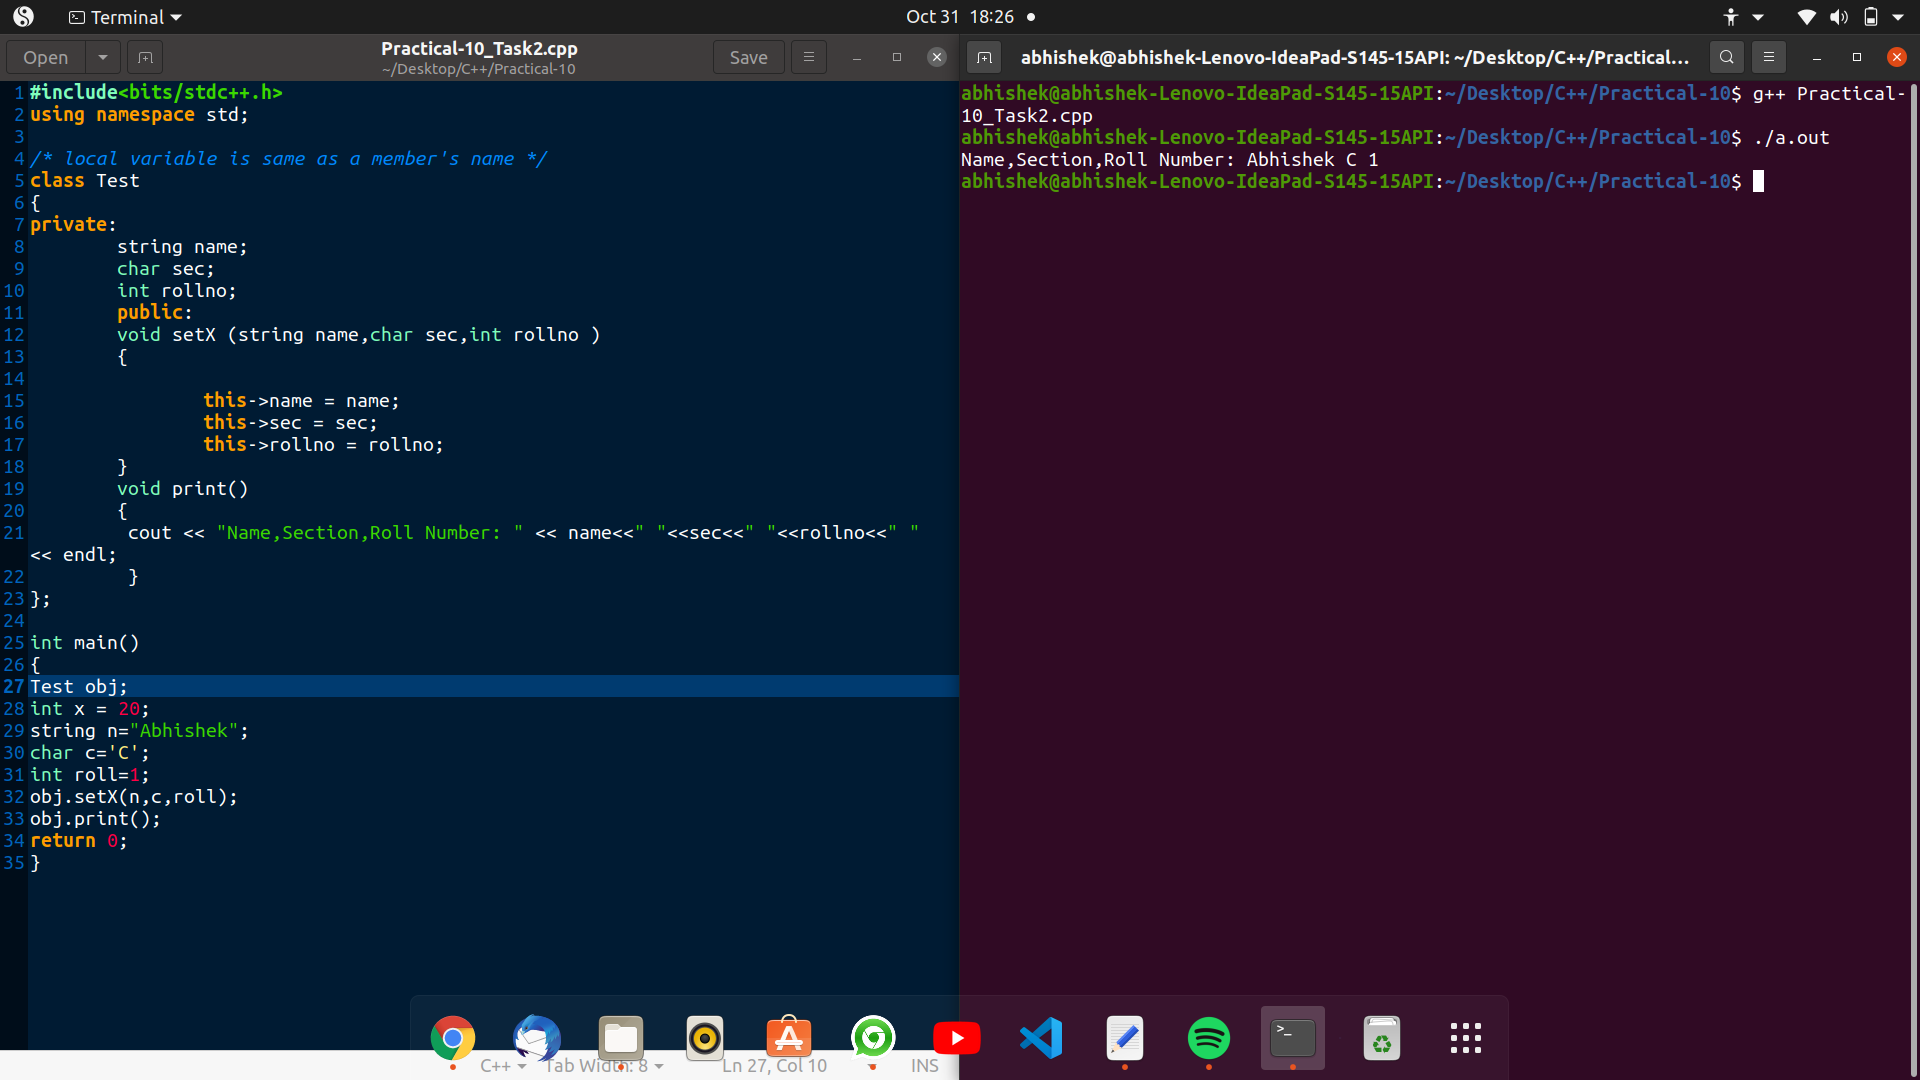 Terminal
Oct 31 18:26
Open
Practical-10_Task2.cpp
~/Desktop/C++/Practical-10
Save
1 #include<bits/stdc++.h>
2 using namespace std;
3
4 /* local variable is same as a member's name */
5 class Test
6 {
7 private:
8 string name;
9 char sec;
10 int rollno;
11 public:
12 void setX (string name,char sec,int rollno )
13 {
14
15 this->name = name;
16 this->sec = sec;
17 this->rollno = rollno;
18 }
19 void print()
20 {
21 cout << "Name,Section,Roll Number: " << name<<" "<<sec<<" "<<rollno<<" "
<< endl;
22 }
23 };
24
25 int main()
26 {
27 Test obj;
28 int x = 20;
29 string n="Abhishek";
30 char c='C';
31 int roll=1;
32 obj.setX(n,c,roll);
33 obj.print();
34 return 0;
35 }
C++ Tab Width: 8 Ln 27, Col 10 INS
abhishek@abhishek-Lenovo-IdeaPad-S145-15API: ~/Desktop/C++/Practical...
abhishek@abhishek-Lenovo-IdeaPad-S145-15API:~/Desktop/C++/Practical-10$ g++ Practical-
10_Task2.cpp
abhishek@abhishek-Lenovo-IdeaPad-S145-15API:~/Desktop/C++/Practical-10$ ./a.out
Name,Section,Roll Number: Abhishek C 1
abhishek@abhishek-Lenovo-IdeaPad-S145-15API:~/Desktop/C++/Practical-10$